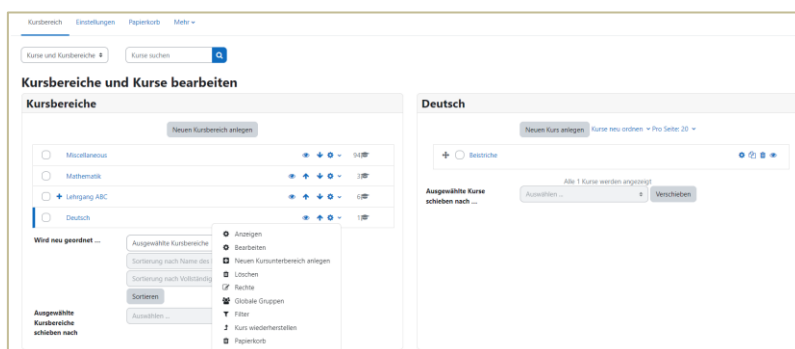 Kursbereich Einstellungen Papierkorb Mehr
Kurse und Kursbereiche Kurse suchen
Kursbereiche und Kurse bearbeiten
Kursbereiche
Neuen Kursbereich anlegen
Miscellaneous 94
Mathematik 3
Lehrgang ABC 6
Deutsch 1
Wird neu geordnet ... Ausgewählte Kursbereiche
Sortierung nach Name des
Sortierung nach Vollständig
Sortieren
Ausgewählte Kursbereiche schieben nach
Auswählen ...
Anzeigen
Bearbeiten
Neuen Kursunterbereich anlegen
Löschen
Rechte
Globale Gruppen
Filter
Kurs wiederherstellen
Papierkorb
Deutsch
Neuen Kurs anlegen Kurse neu ordnen Pro Seite: 20
Beistriche
Alle 1 Kurse werden angezeigt
Ausgewählte Kurse
schieben nach ...
Auswählen ... Verschieben